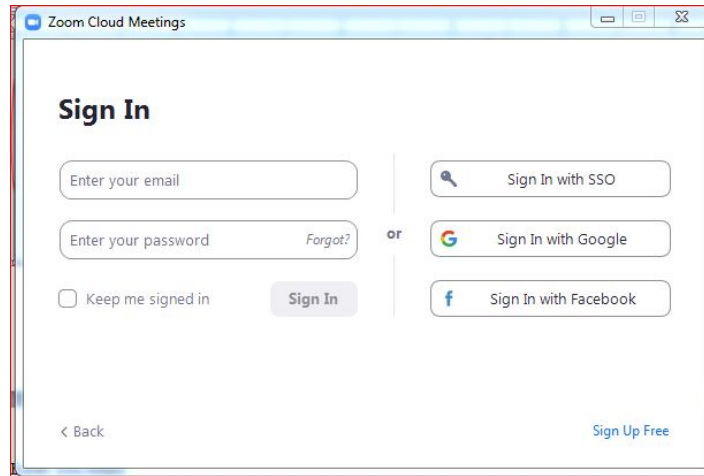 Zoom Cloud Meetings
Sign In
Enter your email
Enter your password Forgot?
Keep me signed in Sign In
or
Sign In with SSO
Sign In with Google
Sign In with Facebook
< Back
Sign Up Free